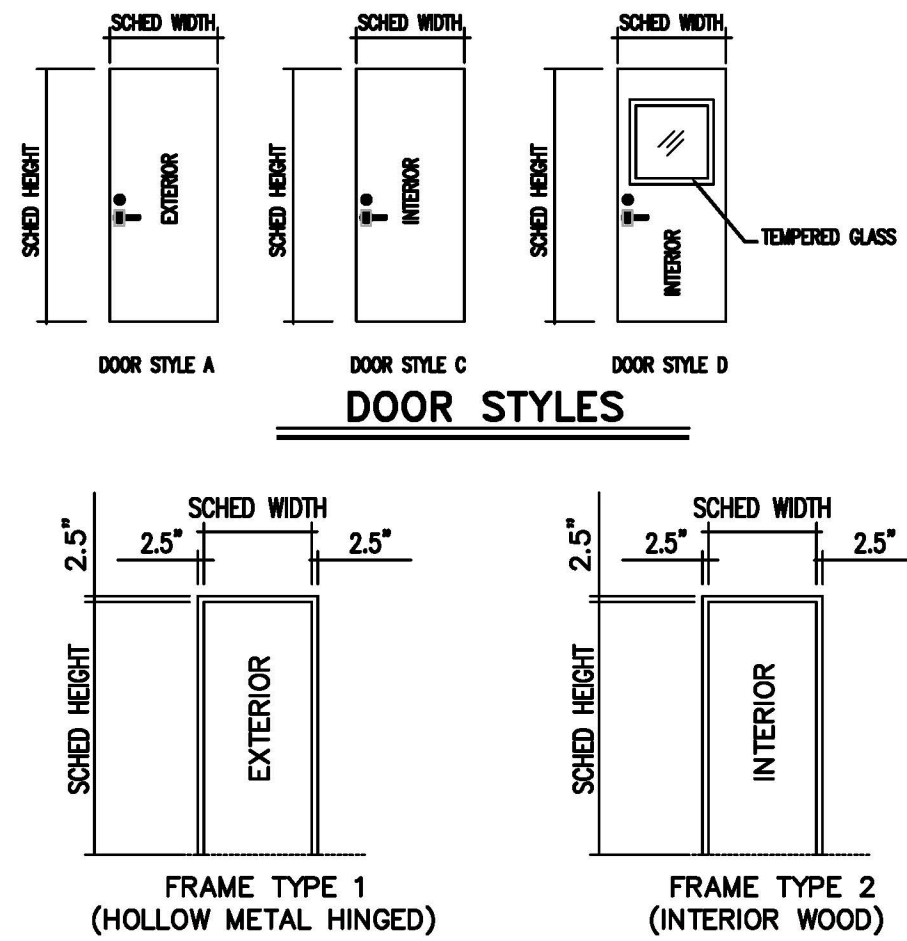 SCHED WIDTH
SCHED WIDTH
SCHED WIDTH
SCHED HEIGHT
EXTERIOR
SCHED HEIGHT
INTERIOR
SCHED HEIGHT
INTERIOR
TEMPERED GLASS
DOOR STYLE A
DOOR STYLE C
DOOR STYLE D
DOOR STYLES
SCHED WIDTH
2.5"
2.5"
2.5"
SCHED HEIGHT
EXTERIOR
FRAME TYPE 1
(HOLLOW METAL HINGED)
SCHED WIDTH
2.5"
2.5"
2.5"
SCHED HEIGHT
INTERIOR
FRAME TYPE 2
(INTERIOR WOOD)